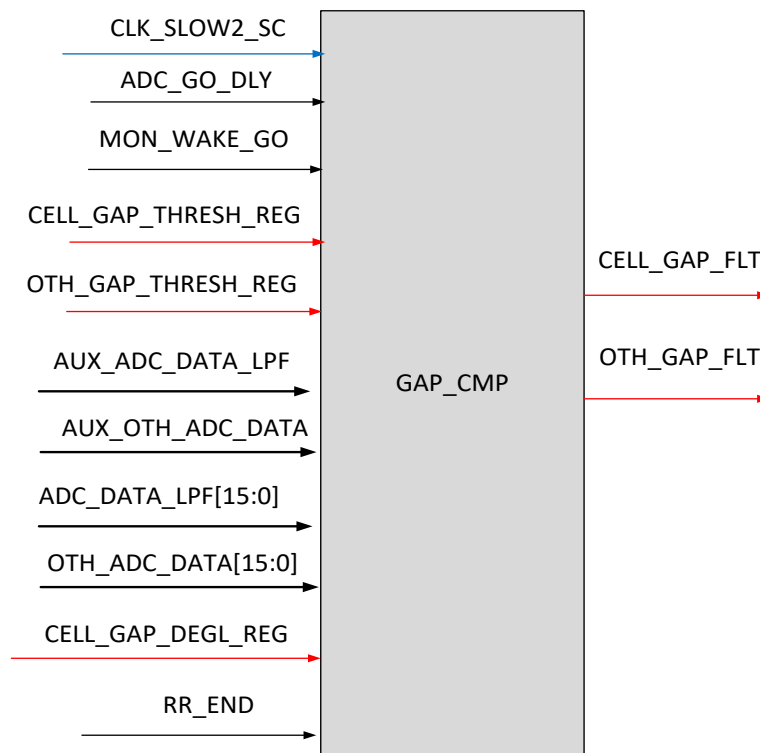 CLK_SLOW2_SC
ADC_GO_DLY
MON_WAKE_GO
CELL_GAP_THRESH_REG
OTH_GAP_THRESH_REG
AUX_ADC_DATA_LPF
AUX_OTH_ADC_DATA
ADC_DATA_LPF[15:0]
OTH_ADC_DATA[15:0]
CELL_GAP_DEGL_REG
RR_END
GAP_CMP
CELL_GAP_FLT
OTH_GAP_FLT